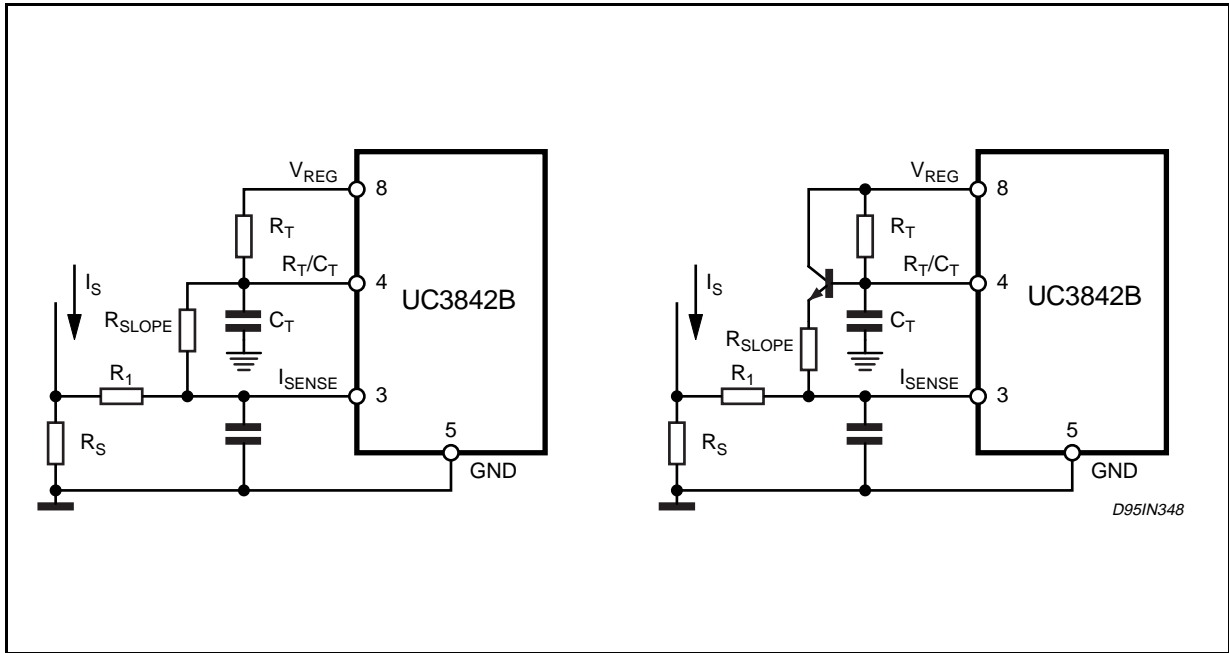 V_REG
8
R_T
R_T/C_T
4
I_S
UC3842B
R_SLOPE
C_T
R_1
I_SENSE
3
R_S
5
GND
V_REG
8
R_T
R_T/C_T
4
I_S
UC3842B
R_SLOPE
C_T
R_1
I_SENSE
3
R_S
5
GND
D95IN348